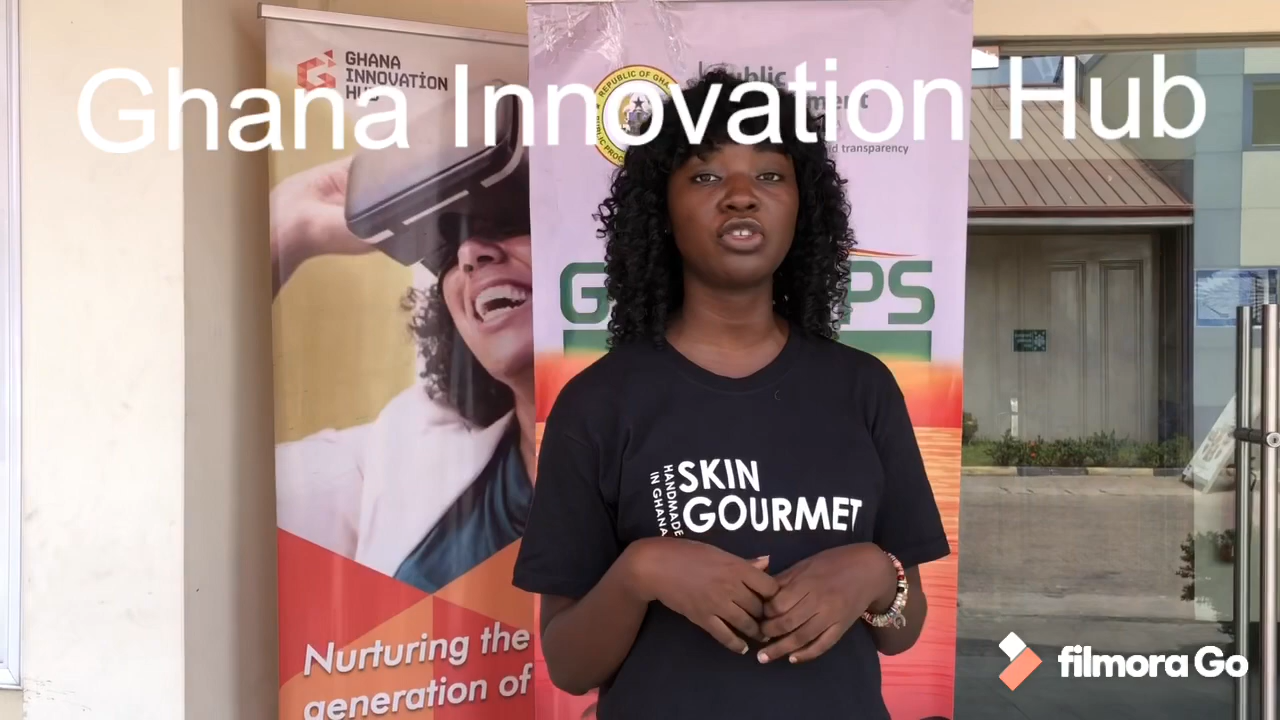 Ghana Innovation Hub
GHANA
INNOVATION
HUB
REPUBLIC OF
d transparency
G
PS
SKIN
GOURMET
HANDMADE
IN GHANA
Nurturing the
generation of
filmora Go